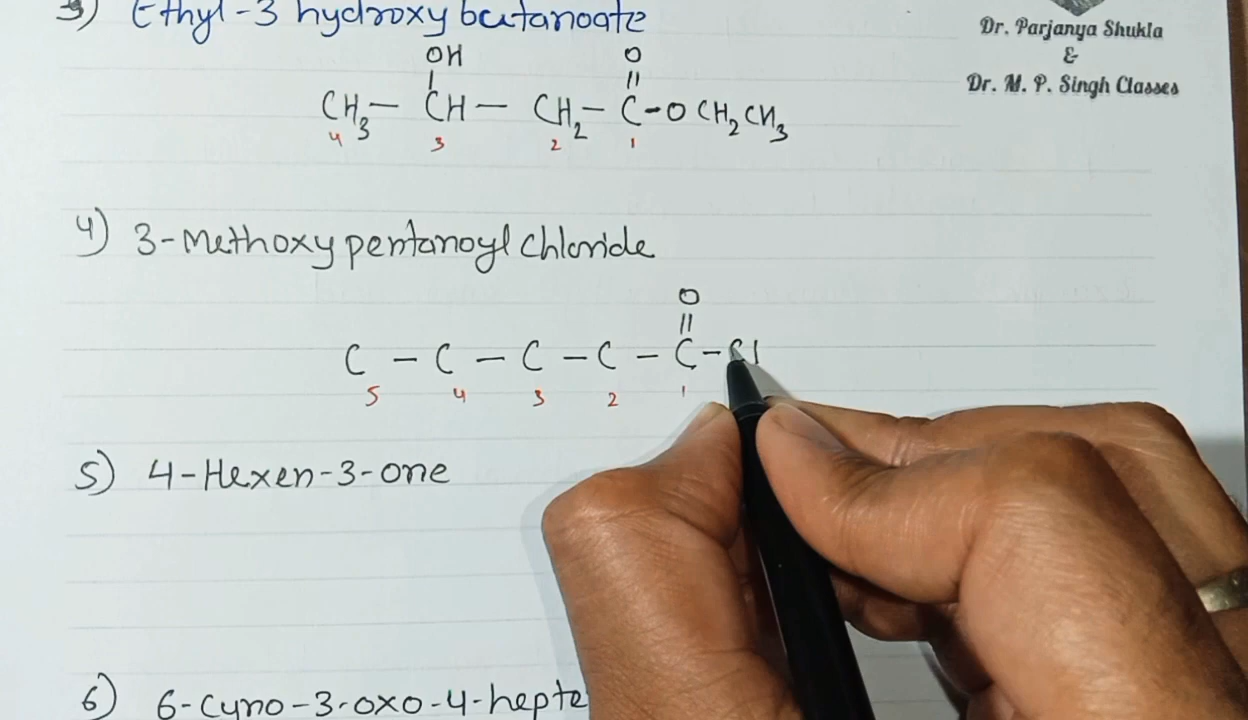 3) Ethyl-3 hydroxy butanoate
Dr. Parjanya Shukla
&
Dr. M. P. Singh Classes
OH O
CH3 - CH - CH2 - C - O CH2 CH3
4 3 2 1
4) 3-Methoxy pentanoyl chloride
O
C - C - C - C - C - Cl
5 4 3 2 1
5) 4-Hexen-3-one
6) 6-Cyno-3-oxo-4-hepte